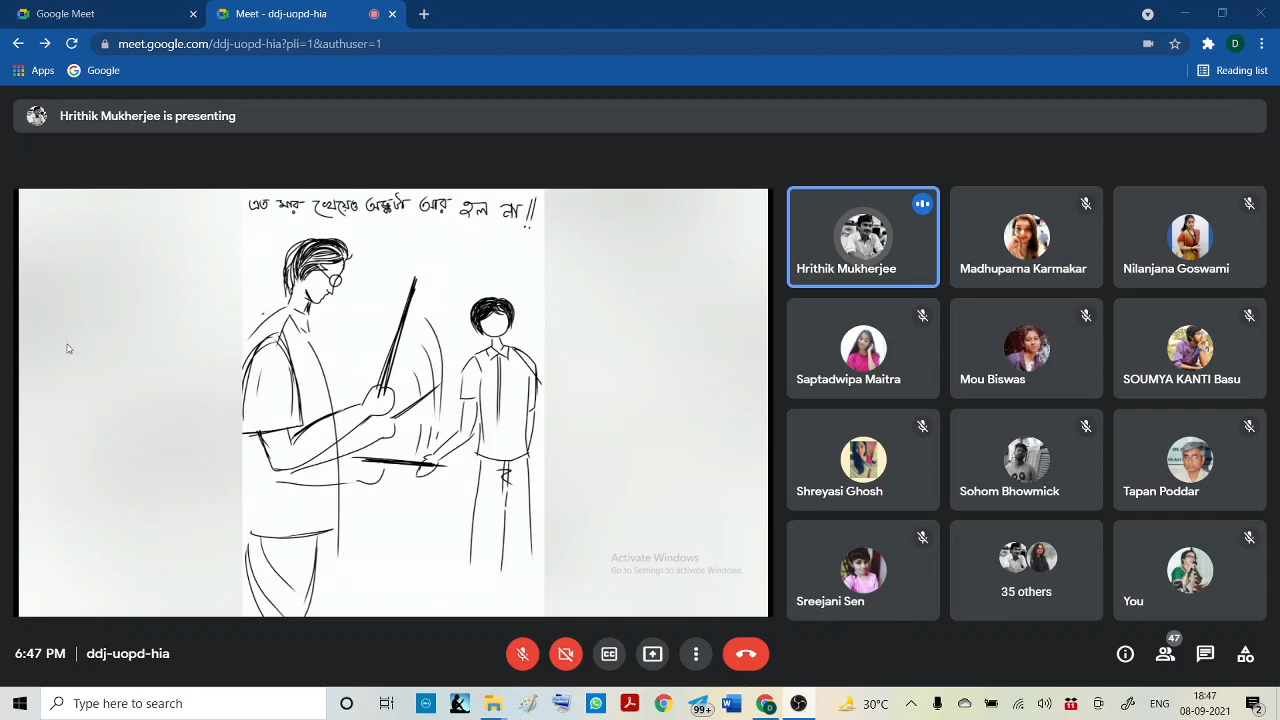 Google Meet
Meet - ddj-uopd-hia
meet.google.com/ddj-uopd-hia?pli=1&authuser=1
D
Apps
Google
Reading list
Hrithik Mukherjee is presenting
এত মার খেয়েও অঙ্কটা আর হল না!!
Activate Windows
Go to Settings to activate Windows.
Hrithik Mukherjee
Madhuparna Karmakar
Nilanjana Goswami
Saptadwipa Maitra
Mou Biswas
SOUMYA KANTI Basu
Shreyasi Ghosh
Sohom Bhowmick
Tapan Poddar
Sreejani Sen
35 others
You
6:47 PM
ddj-uopd-hia
47
Type here to search
99+
30°C
11
ENG
18:47
08-09-2021
2